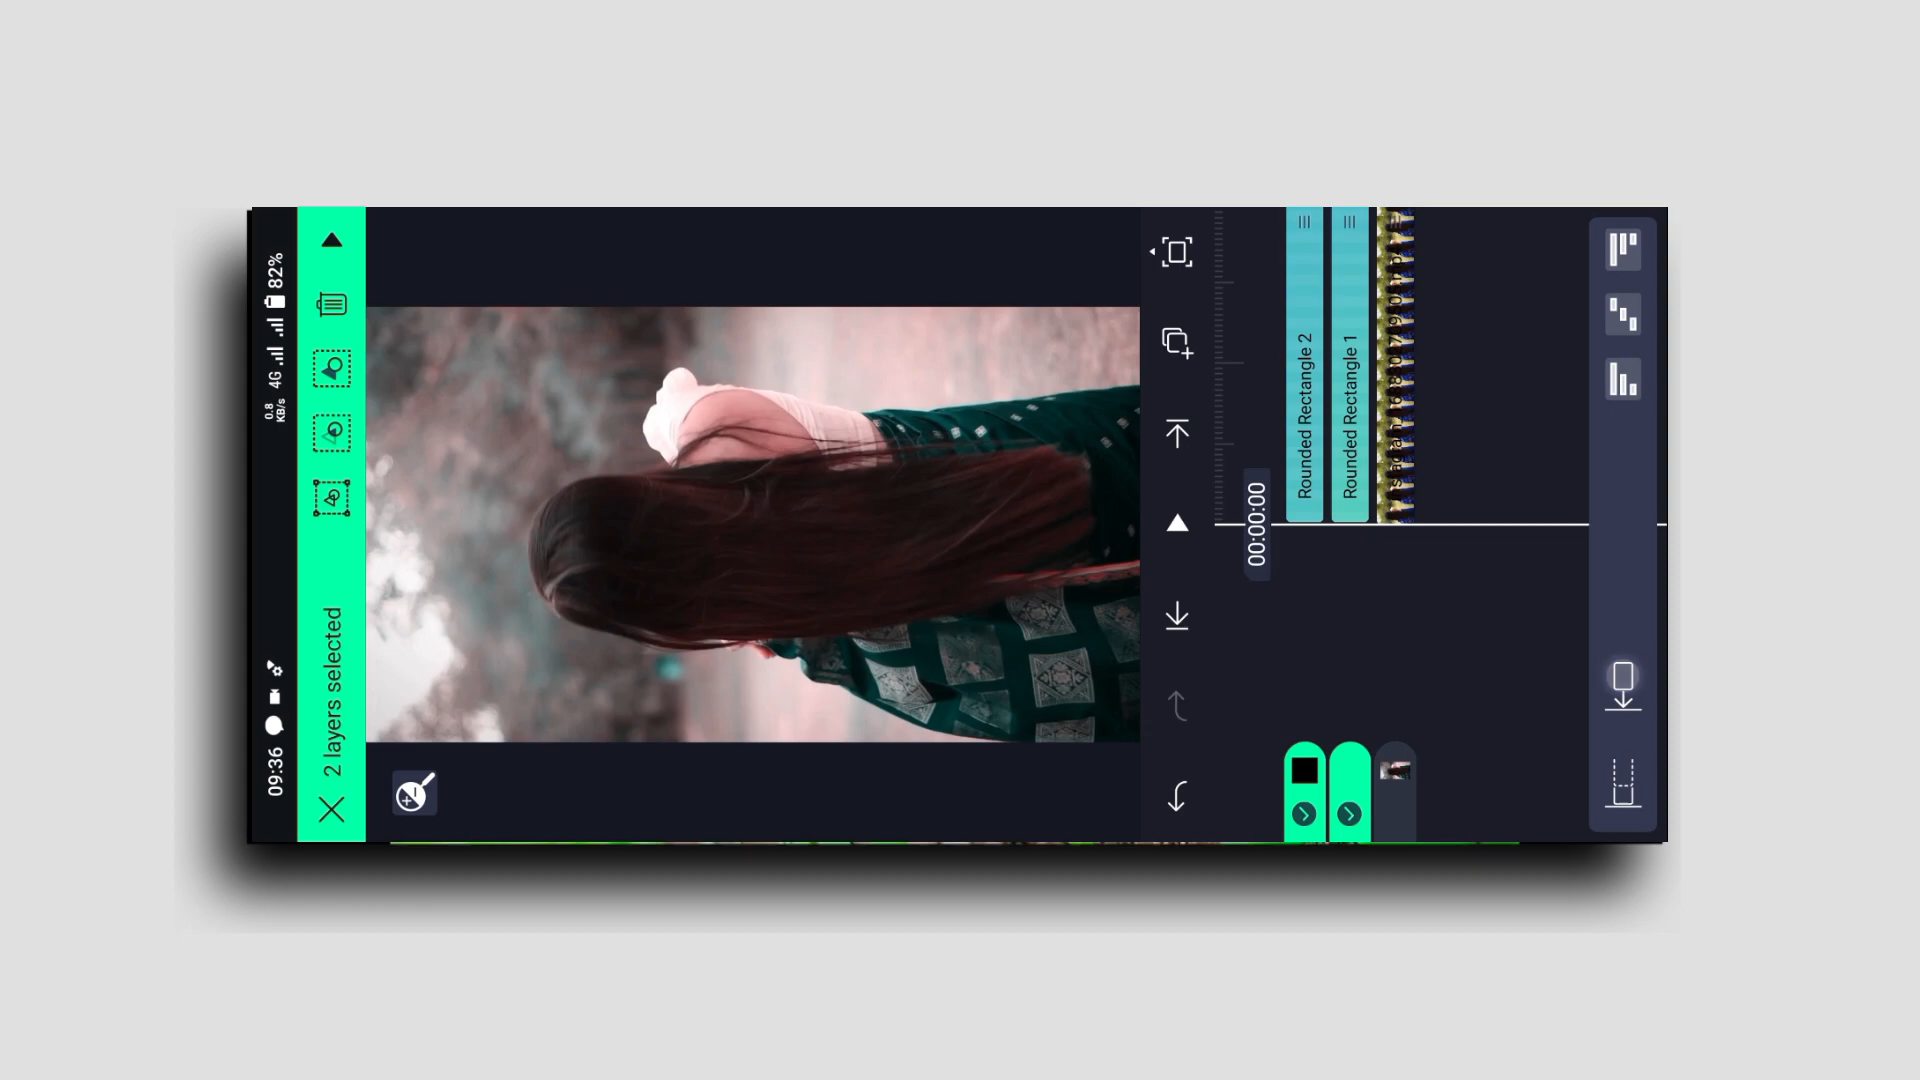 09:36
0.8
KB/s
4G
82%
2 layers selected
00:00:00
Rounded Rectangle 2
Rounded Rectangle 1